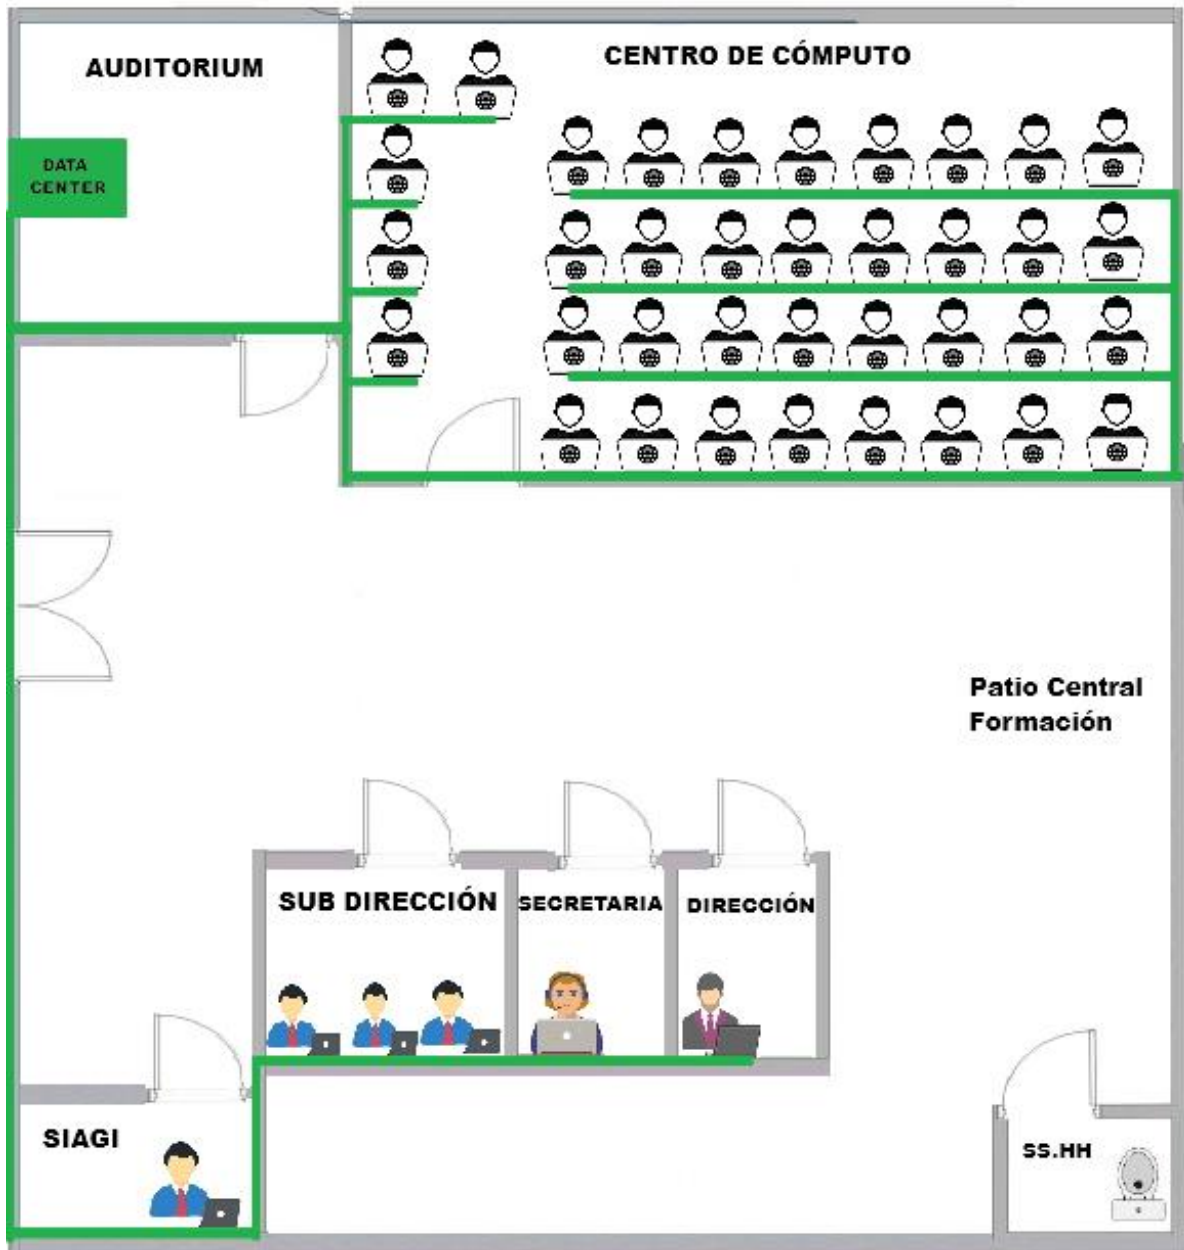 AUDITORIUM
CENTRO DE CÓMPUTO
DATA
CENTER
Patio Central
Formación
SUB DIRECCIÓN
SECRETARIA
DIRECCIÓN
SIAGI
SS.HH